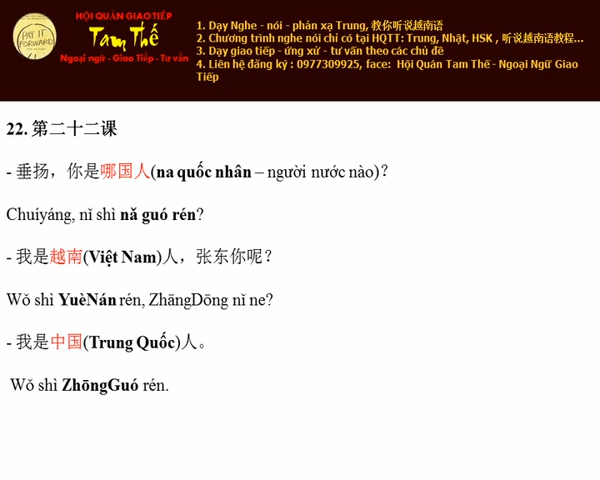 PAY IT
FORWARD
HỘI QUÁN GIAO TIẾP
Tam Thế
Ngoại ngữ - Giao Tiếp - Tư vấn
1. Dạy Nghe - nói - phản xạ Trung, 教你听说越南语
2. Chương trình nghe nói chỉ có tại HQTT: Trung, Nhật, HSK , 听说越南语教程...
3. Dạy giao tiếp - ứng xử - tư vấn theo các chủ đề
4. Liên hệ đăng ký : 0977309925, face: Hội Quán Tam Thế - Ngoại Ngữ Giao
Tiếp
22. 第二十二课
- 垂扬，你是哪国人(na quốc nhân – người nước nào)？
Chuíyáng, nǐ shì nǎ guó rén?
- 我是越南(Việt Nam)人，张东你呢？
Wǒ shì YuèNán rén, ZhāngDōng nǐ ne?
- 我是中国(Trung Quốc)人。
Wǒ shì ZhōngGuó rén.